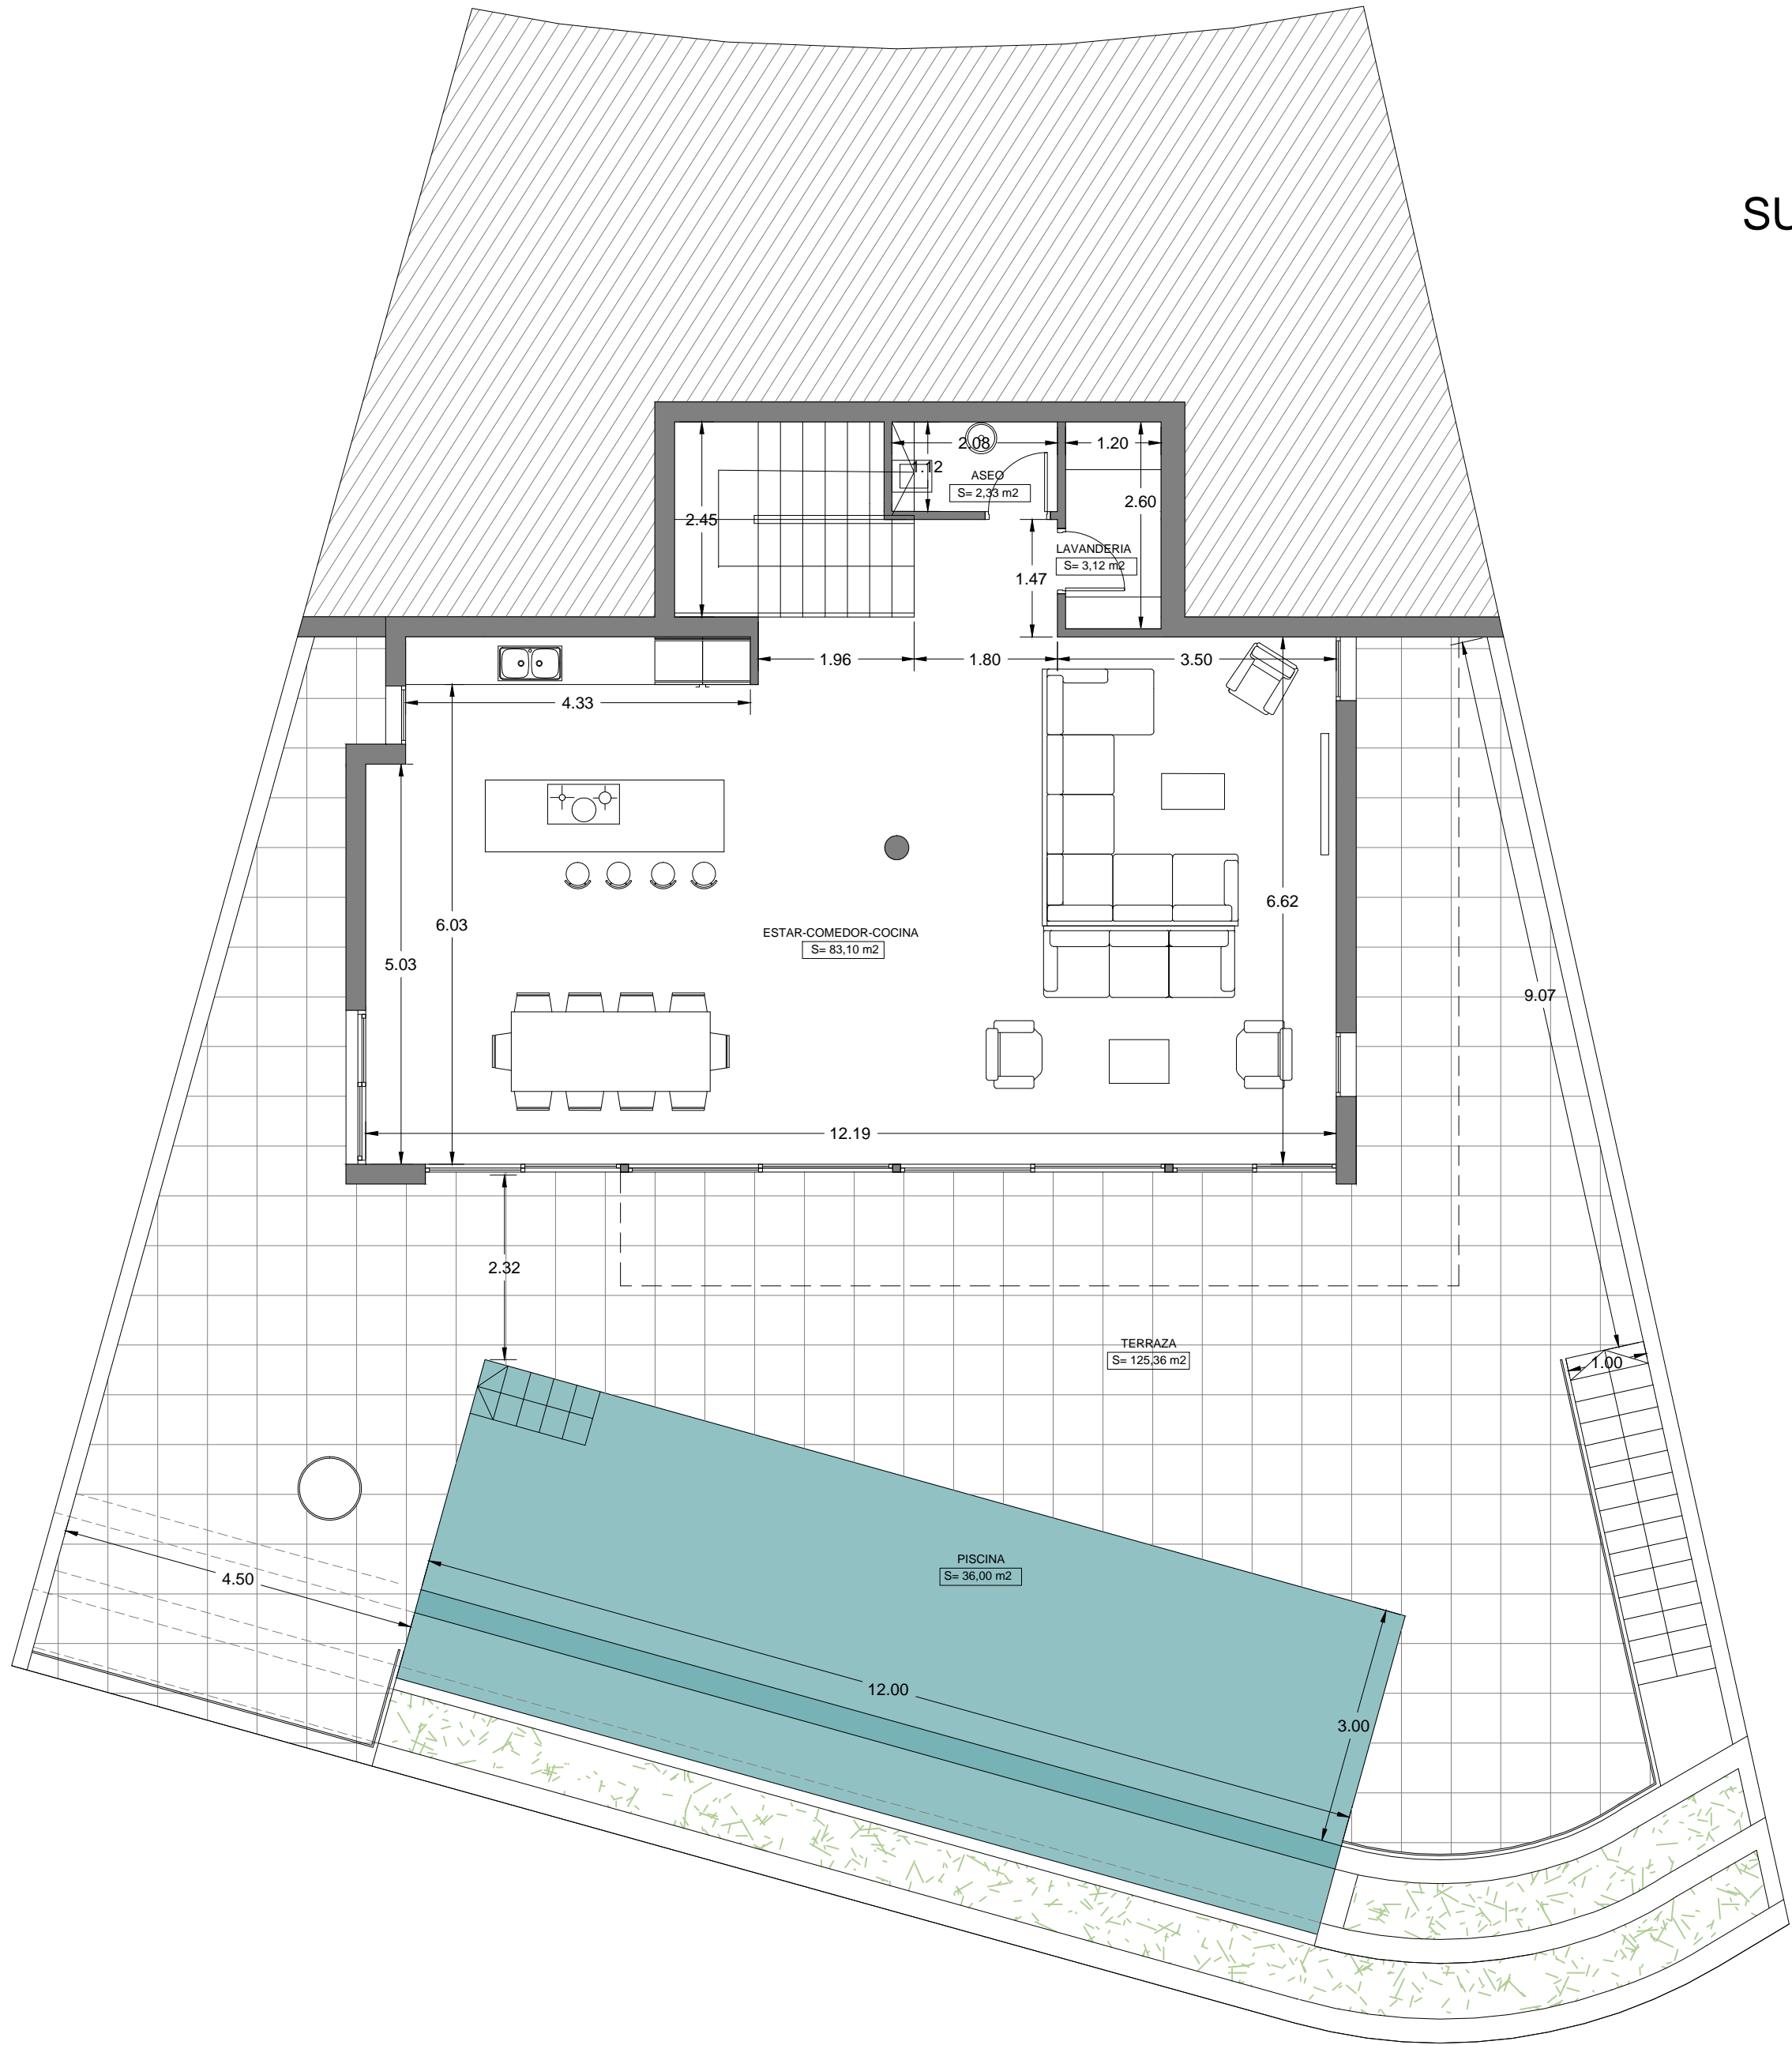 SU
2.08
1.20
1.12
ASEO
S= 2,33 m2
2.60
2.45
LAVANDERIA
S= 3,12 m2
1.47
1.96
1.80
3.50
4.33
6.62
6.03
ESTAR-COMEDOR-COCINA
S= 83,10 m2
5.03
9.07
12.19
2.32
TERRAZA
S= 125,36 m2
1.00
PISCINA
S= 36,00 m2
4.50
12.00
3.00